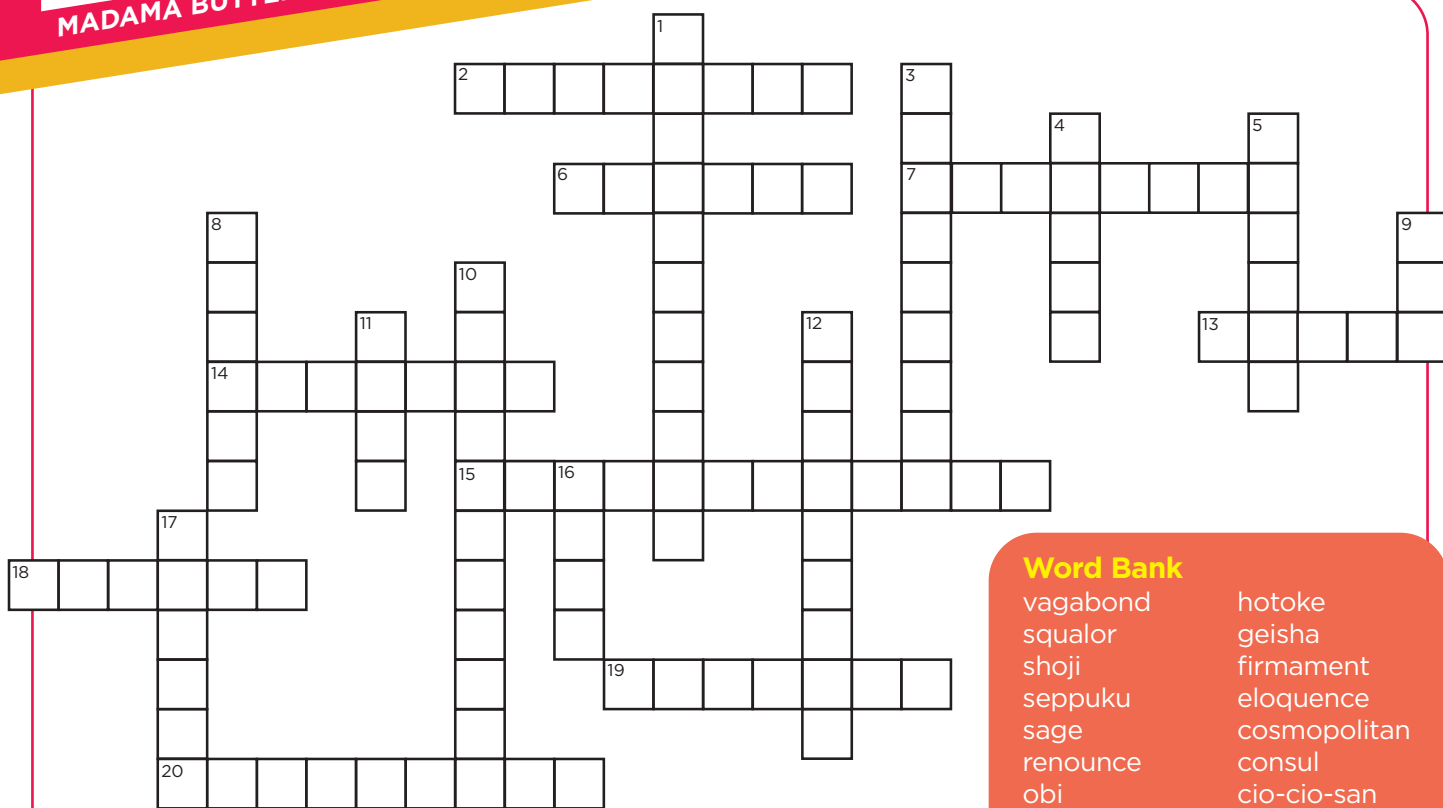 MADAMA BUTTE
1
2
3
4
5
6
7
8
9
10
11
12
13
14
15
16
17
18
19
20
Word Bank
vagabond
squalor
shoji
seppuku
sage
renounce
obi
hotoke
geisha
firmament
eloquence
cosmopolitan
consul
cio-cio-san